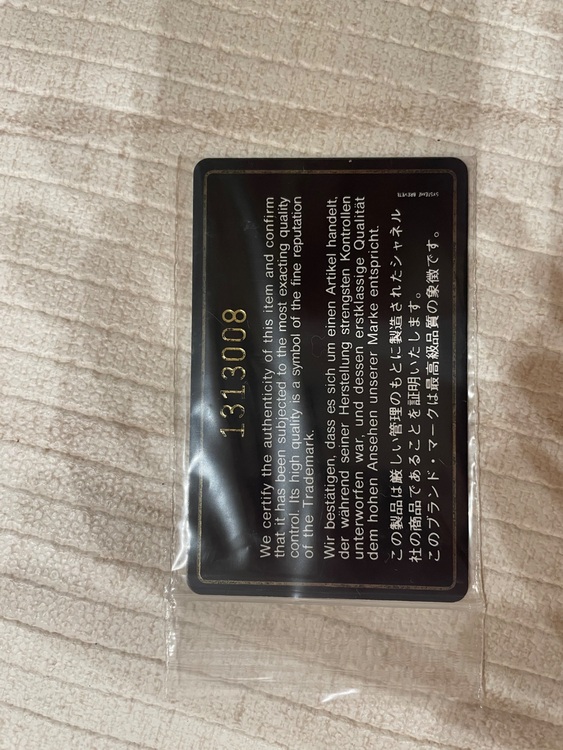 1313008
We certify the authenticity of this item and confirm
that it has been subjected to the most exacting quality
control. Its high quality is a symbol of the fine reputation
of the Trademark.
Wir bestätigen, dass es sich um einen Artikel handelt,
der während seiner Herstellung strengsten Kontrollen
unterworfen war, und dessen erstklassige Qualität
dem hohen Ansehen unserer Marke entspricht.
この製品は厳しい管理のもとに製造されたシャネル
社の商品であることを証明いたします。
このブランド・マークは最高級品質の象徴です。
SYSTEME BREVETE